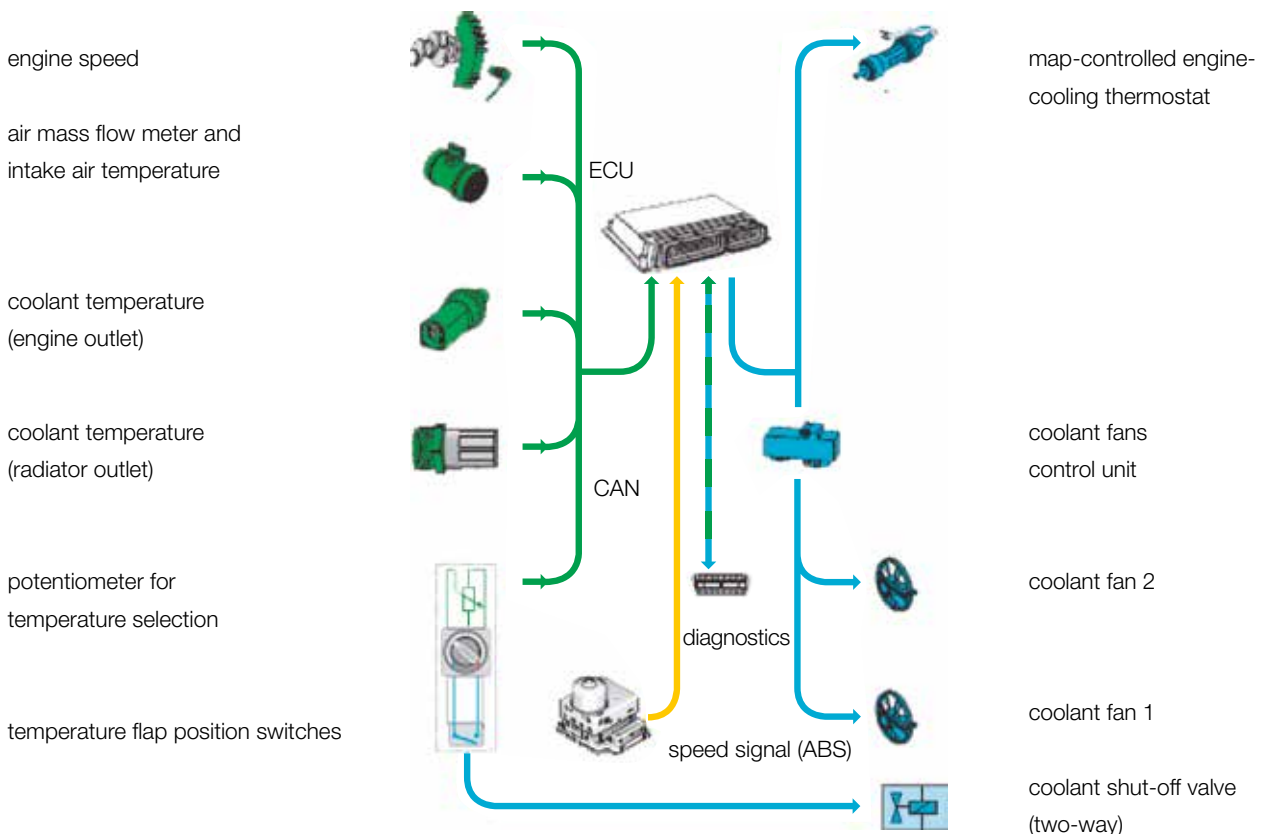 engine speed
air mass flow meter and
intake air temperature
coolant temperature
(engine outlet)
coolant temperature
(radiator outlet)
potentiometer for
temperature selection
temperature flap position switches
ECU
CAN
diagnostics
speed signal (ABS)
map-controlled engine-
cooling thermostat
coolant fans
control unit
coolant fan 2
coolant fan 1
coolant shut-off valve
(two-way)